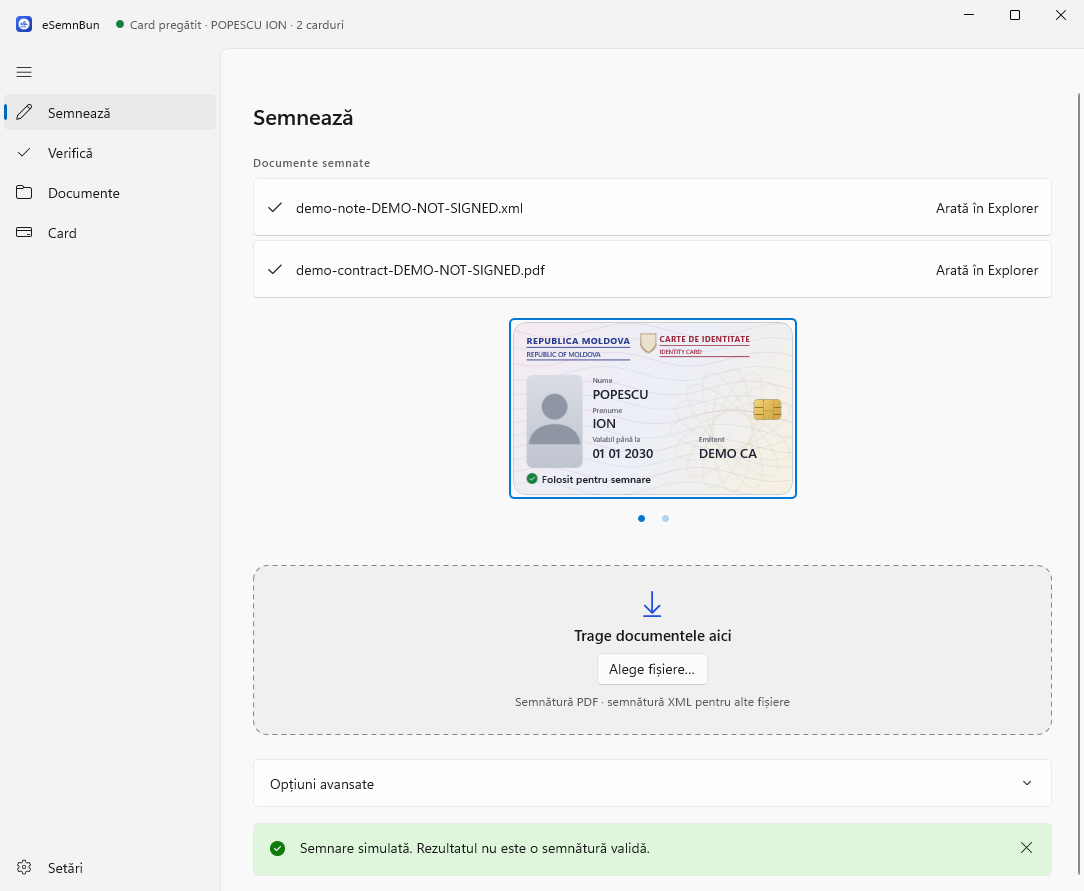 eSemnBun
Card pregătit · POPESCU ION · 2 carduri
Semnează
Verifică
Documente
Card
Setări
Semnează
Documente semnate
demo-note-DEMO-NOT-SIGNED.xml
Arată în Explorer
demo-contract-DEMO-NOT-SIGNED.pdf
Arată în Explorer
REPUBLICA MOLDOVA
REPUBLIC OF MOLDOVA
CARTE DE IDENTITATE
IDENTITY CARD
Nume
POPESCU
Prenume
ION
Valabil până la
01 01 2030
Emitent
DEMO CA
Folosit pentru semnare
Trage documentele aici
Alege fișiere...
Semnătură PDF · semnătură XML pentru alte fișiere
Opțiuni avansate
Semnare simulată. Rezultatul nu este o semnătură validă.